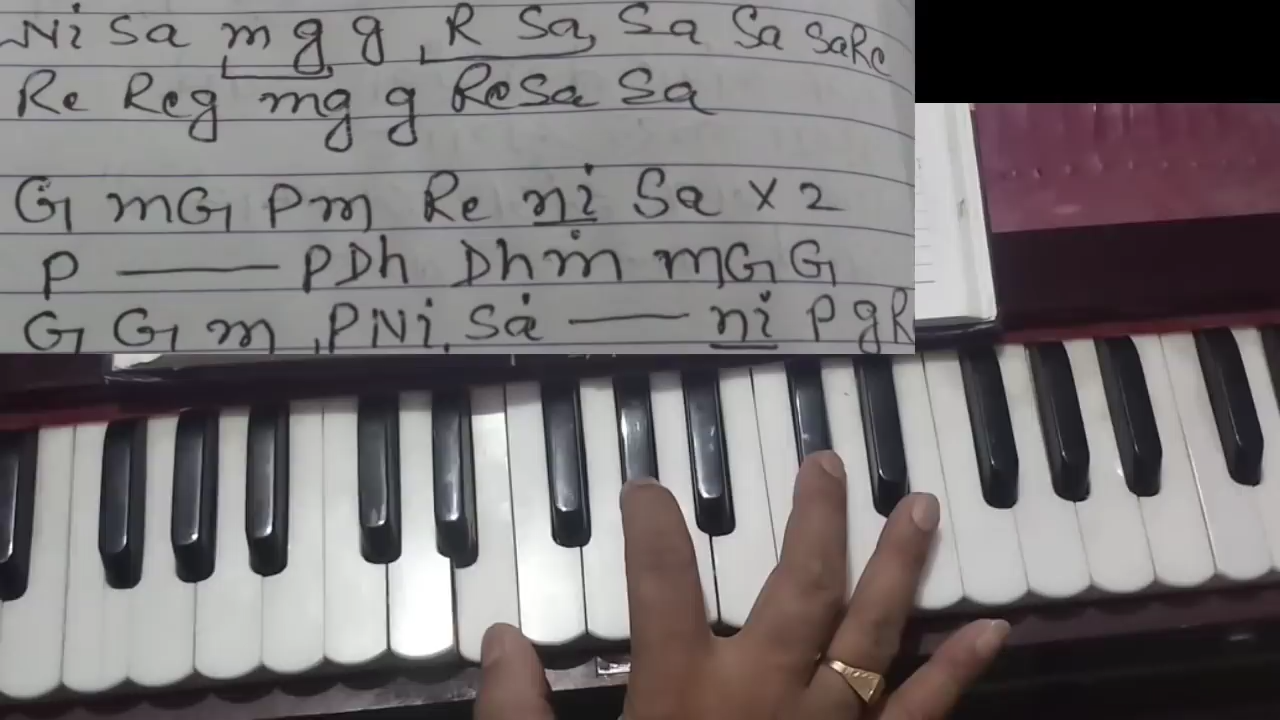 Ni Sa m g g , R Sa, Sa Sa SaRe
Re Reg mg g ReSa Sa
G mG Pm Re ni Sa x 2
P —— PDh Dhṁ mG G
G G m , PNi, Sȧ —— ni P gR